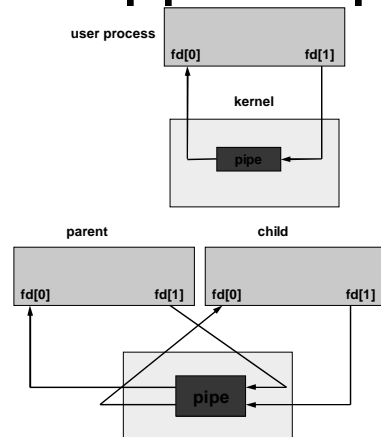 user process
fd[0] fd[1]
kernel
pipe
parent child
fd[0] fd[1] fd[0] fd[1]
pipe